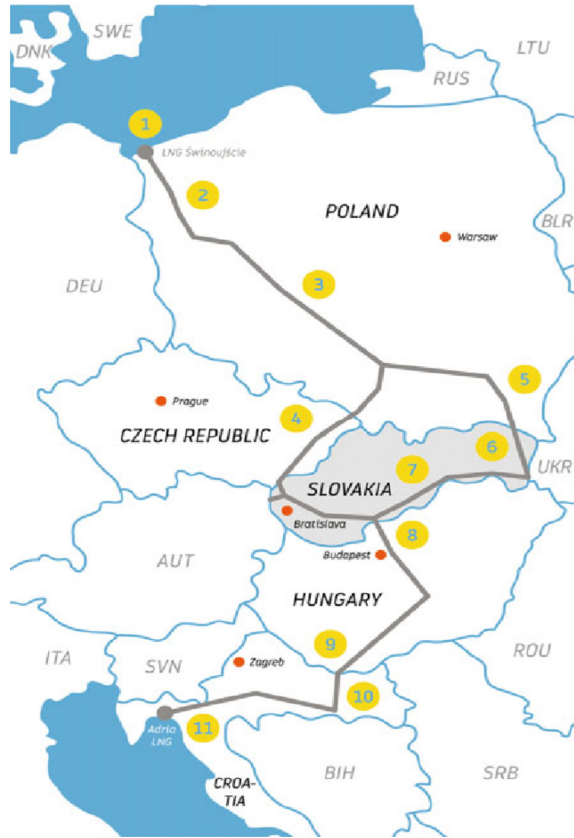 SWE
DNK
LTU
RUS
1
LNG Świnoujście
2
POLAND
BLR
Warsaw
DEU
3
5
Prague
4
CZECH REPUBLIC
6
7
UKR
SLOVAKIA
Bratislava
8
Budapest
AUT
HUNGARY
9
ROU
ITA
SVN
Zagreb
10
Adria
LNG
11
CROA-
TIA
BIH
SRB